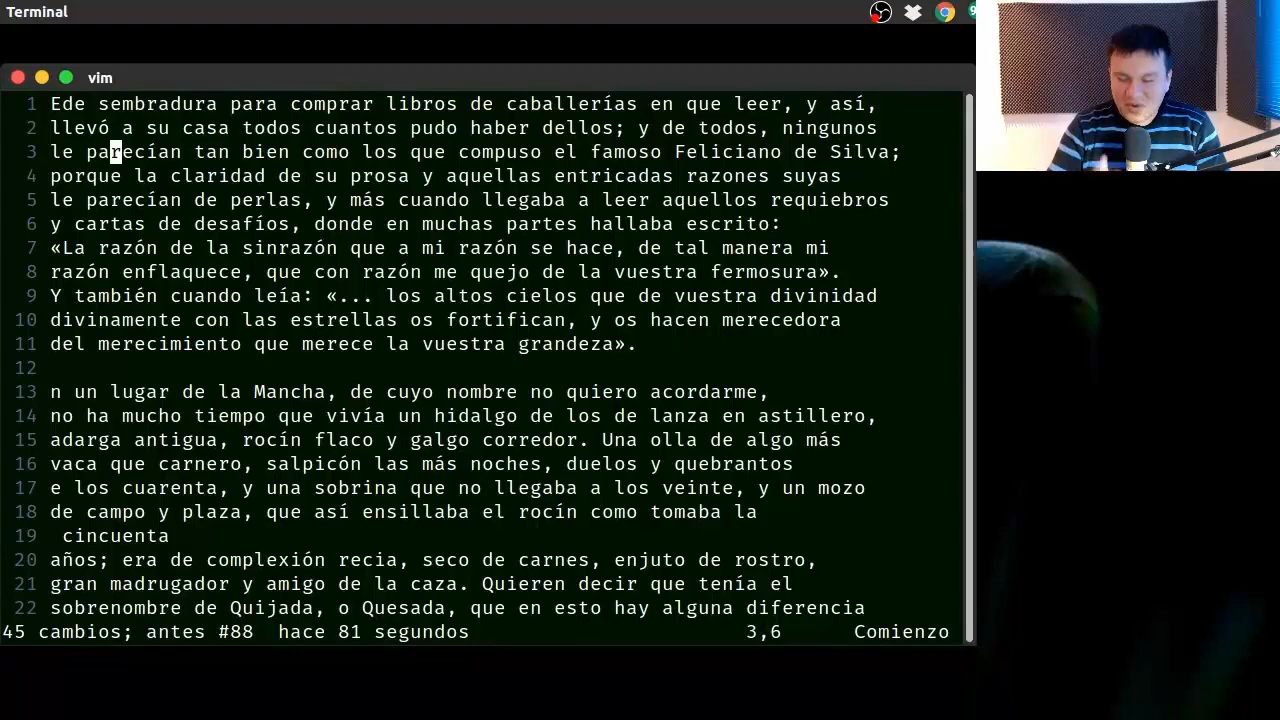 Terminal
9
vim
1 Ede sembradura para comprar libros de caballerías en que leer, y así,
2 llevó a su casa todos cuantos pudo haber dellos; y de todos, ningunos
3 le parecían tan bien como los que compuso el famoso Feliciano de Silva;
4 porque la claridad de su prosa y aquellas entricadas razones suyas
5 le parecían de perlas, y más cuando llegaba a leer aquellos requiebros
6 y cartas de desafíos, donde en muchas partes hallaba escrito:
7 «La razón de la sinrazón que a mi razón se hace, de tal manera mi
8 razón enflaquece, que con razón me quejo de la vuestra fermosura».
9 Y también cuando leía: «... los altos cielos que de vuestra divinidad
10 divinamente con las estrellas os fortifican, y os hacen merecedora
11 del merecimiento que merece la vuestra grandeza».
12
13 n un lugar de la Mancha, de cuyo nombre no quiero acordarme,
14 no ha mucho tiempo que vivía un hidalgo de los de lanza en astillero,
15 adarga antigua, rocín flaco y galgo corredor. Una olla de algo más
16 vaca que carnero, salpicón las más noches, duelos y quebrantos
17 e los cuarenta, y una sobrina que no llegaba a los veinte, y un mozo
18 de campo y plaza, que así ensillaba el rocín como tomaba la
19 cincuenta
20 años; era de complexión recia, seco de carnes, enjuto de rostro,
21 gran madrugador y amigo de la caza. Quieren decir que tenía el
22 sobrenombre de Quijada, o Quesada, que en esto hay alguna diferencia
45 cambios; antes #88 hace 81 segundos 3,6 Comienzo